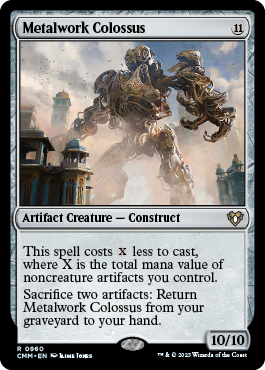 Metalwork Colossus 11
Artifact Creature — Construct
This spell costs X less to cast,
where X is the total mana value of
noncreature artifacts you control.
Sacrifice two artifacts: Return
Metalwork Colossus from your
graveyard to your hand.
10/10
R 0960
CMM • EN
™ & © 2023 Wizards of the Coast